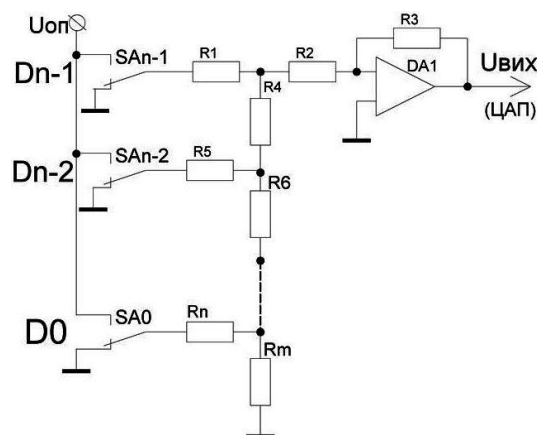 Uоп
R3
SAn-1
R1
R2
DA1
Uвих
Dn-1
(ЦАП)
R4
SAn-2
R5
Dn-2
R6
SA0
Rn
D0
Rm